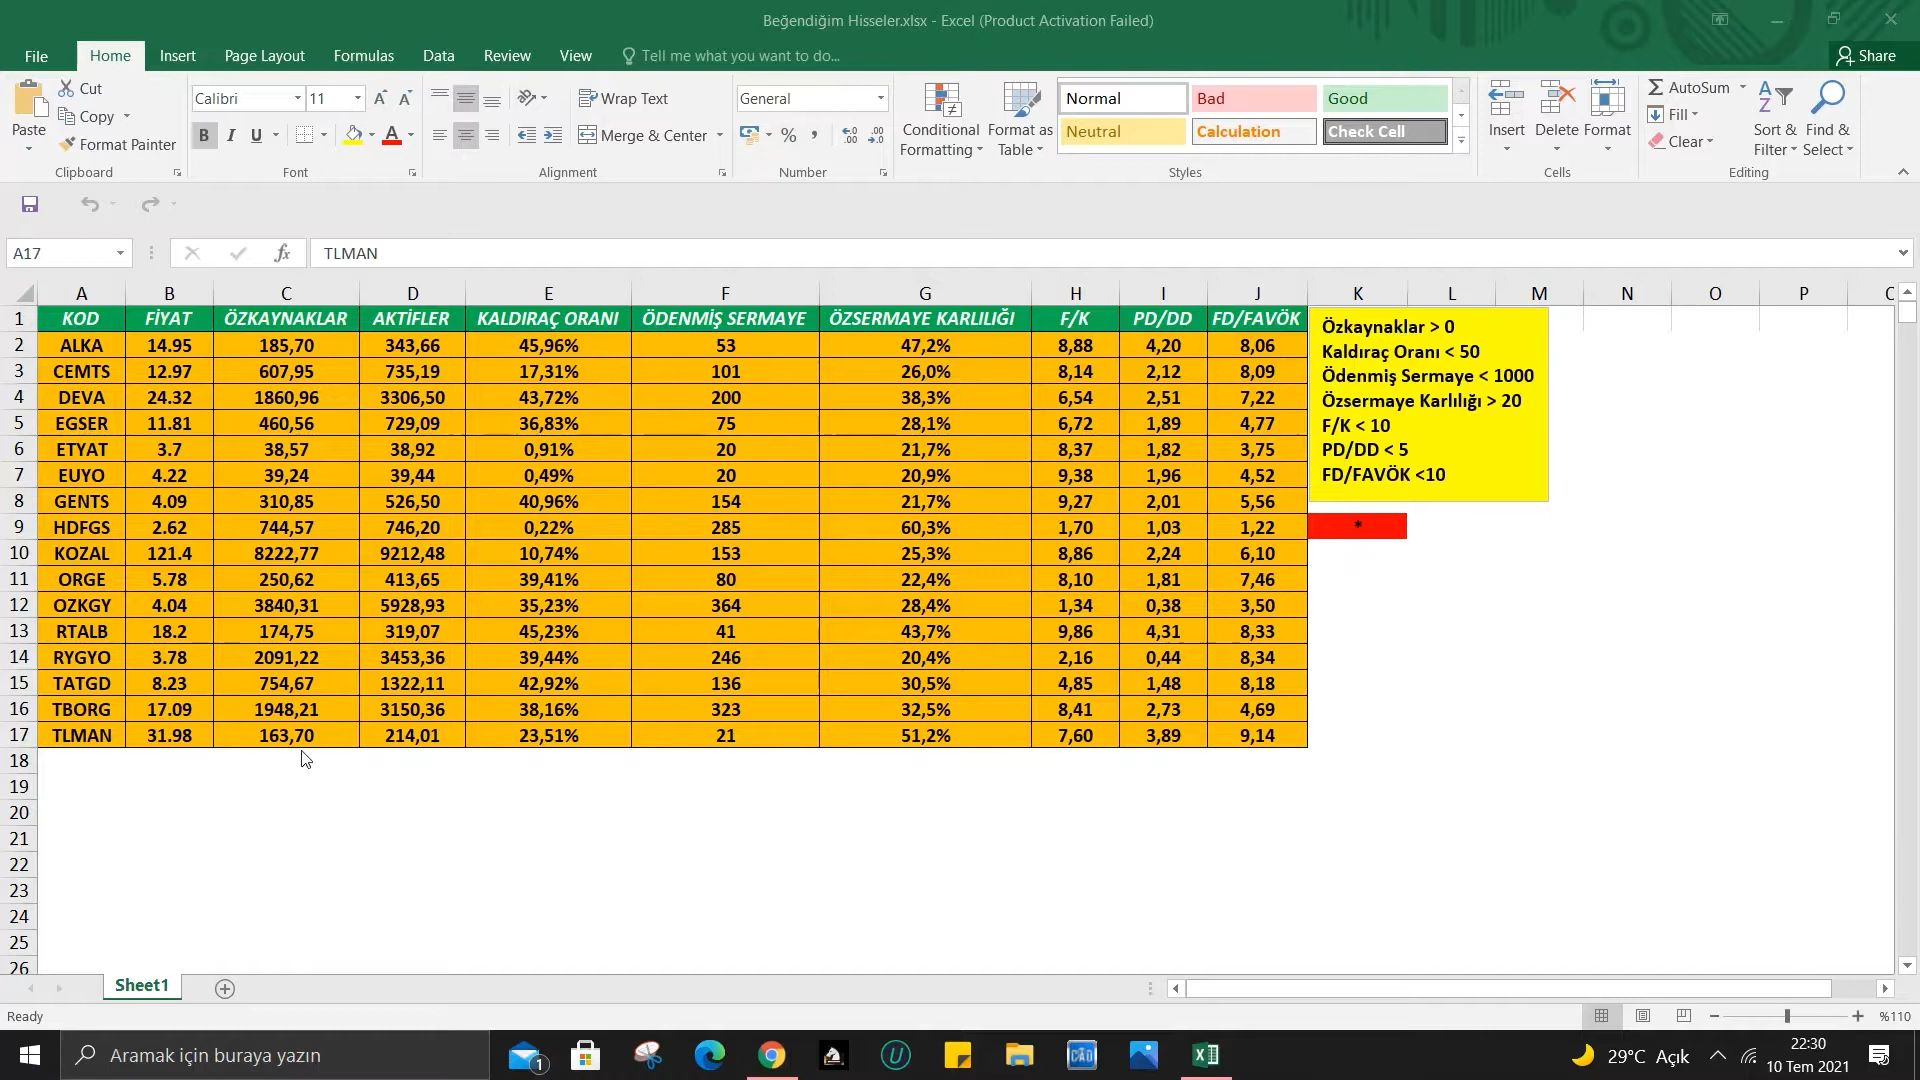 Beğendiğim Hisseler.xlsx - Excel (Product Activation Failed)
File Home Insert Page Layout Formulas Data Review View Tell me what you want to do... Share
Cut
Copy
Format Painter
Paste
Clipboard
Calibri 11
B I U
Font
Wrap Text
Merge & Center
Alignment
General
% ,
Number
Conditional Formatting
Format as Table
Normal Bad Good
Neutral Calculation Check Cell
Styles
Insert Delete Format
Cells
AutoSum
Fill
Clear
Sort & Filter
Find & Select
Editing
A17 fx TLMAN
A B C D E F G H I J K L M N O P
1 KOD FİYAT ÖZKAYNAKLAR AKTİFLER KALDIRAÇ ORANI ÖDENMİŞ SERMAYE ÖZSERMAYE KARLILIĞI F/K PD/DD FD/FAVÖK
2 ALKA 14.95 185,70 343,66 45,96% 53 47,2% 8,88 4,20 8,06
3 CEMTS 12.97 607,95 735,19 17,31% 101 26,0% 8,14 2,12 8,09
4 DEVA 24.32 1860,96 3306,50 43,72% 200 38,3% 6,54 2,51 7,22
5 EGSER 11.81 460,56 729,09 36,83% 75 28,1% 6,72 1,89 4,77
6 ETYAT 3.7 38,57 38,92 0,91% 20 21,7% 8,37 1,82 3,75
7 EUYO 4.22 39,24 39,44 0,49% 20 20,9% 9,38 1,96 4,52
8 GENTS 4.09 310,85 526,50 40,96% 154 21,7% 9,27 2,01 5,56
9 HDFGS 2.62 744,57 746,20 0,22% 285 60,3% 1,70 1,03 1,22 *
10 KOZAL 121.4 8222,77 9212,48 10,74% 153 25,3% 8,86 2,24 6,10
11 ORGE 5.78 250,62 413,65 39,41% 80 22,4% 8,10 1,81 7,46
12 OZKGY 4.04 3840,31 5928,93 35,23% 364 28,4% 1,34 0,38 3,50
13 RTALB 18.2 174,75 319,07 45,23% 41 43,7% 9,86 4,31 8,33
14 RYGYO 3.78 2091,22 3453,36 39,44% 246 20,4% 2,16 0,44 8,34
15 TATGD 8.23 754,67 1322,11 42,92% 136 30,5% 4,85 1,48 8,18
16 TBORG 17.09 1948,21 3150,36 38,16% 323 32,5% 8,41 2,73 4,69
17 TLMAN 31.98 163,70 214,01 23,51% 21 51,2% 7,60 3,89 9,14
18
19
20
21
22
23
24
25
26
Özkaynaklar > 0
Kaldıraç Oranı < 50
Ödenmiş Sermaye < 1000
Özsermaye Karlılığı > 20
F/K < 10
PD/DD < 5
FD/FAVÖK <10
Sheet1
Ready %110
Aramak için buraya yazın 1 CAD 29°C Açık 22:30
10 Tem 2021